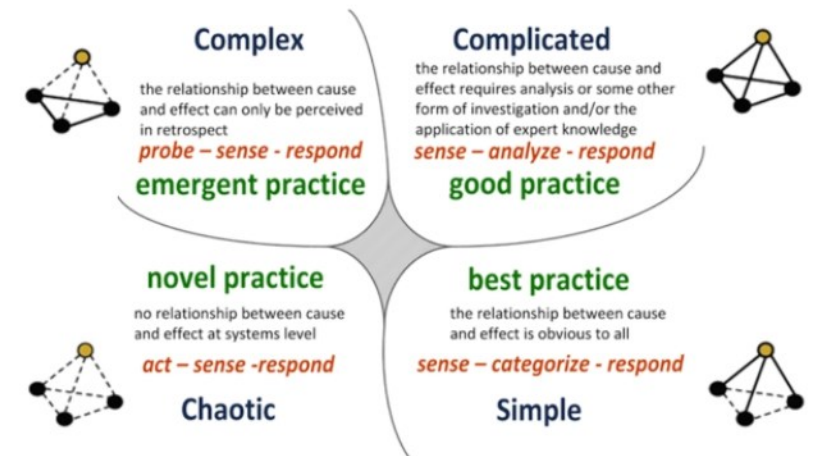 Complex
the relationship between cause
and effect can only be perceived
in retrospect
probe – sense - respond
emergent practice
Complicated
the relationship between cause and
effect requires analysis or some other
form of investigation and/or the
application of expert knowledge
sense – analyze - respond
good practice
novel practice
no relationship between cause
and effect at systems level
act – sense -respond
Chaotic
best practice
the relationship between cause
and effect is obvious to all
sense – categorize - respond
Simple